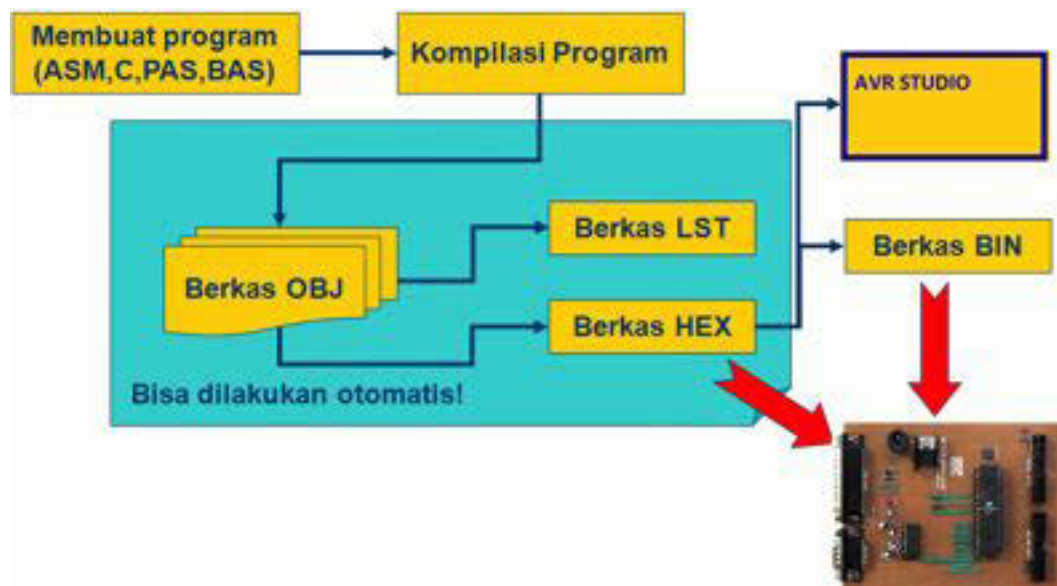 Membuat program
(ASM,C,PAS,BAS)
Kompilasi Program
AVR STUDIO
Berkas LST
Berkas BIN
Berkas OBJ
Berkas HEX
Bisa dilakukan otomatis!